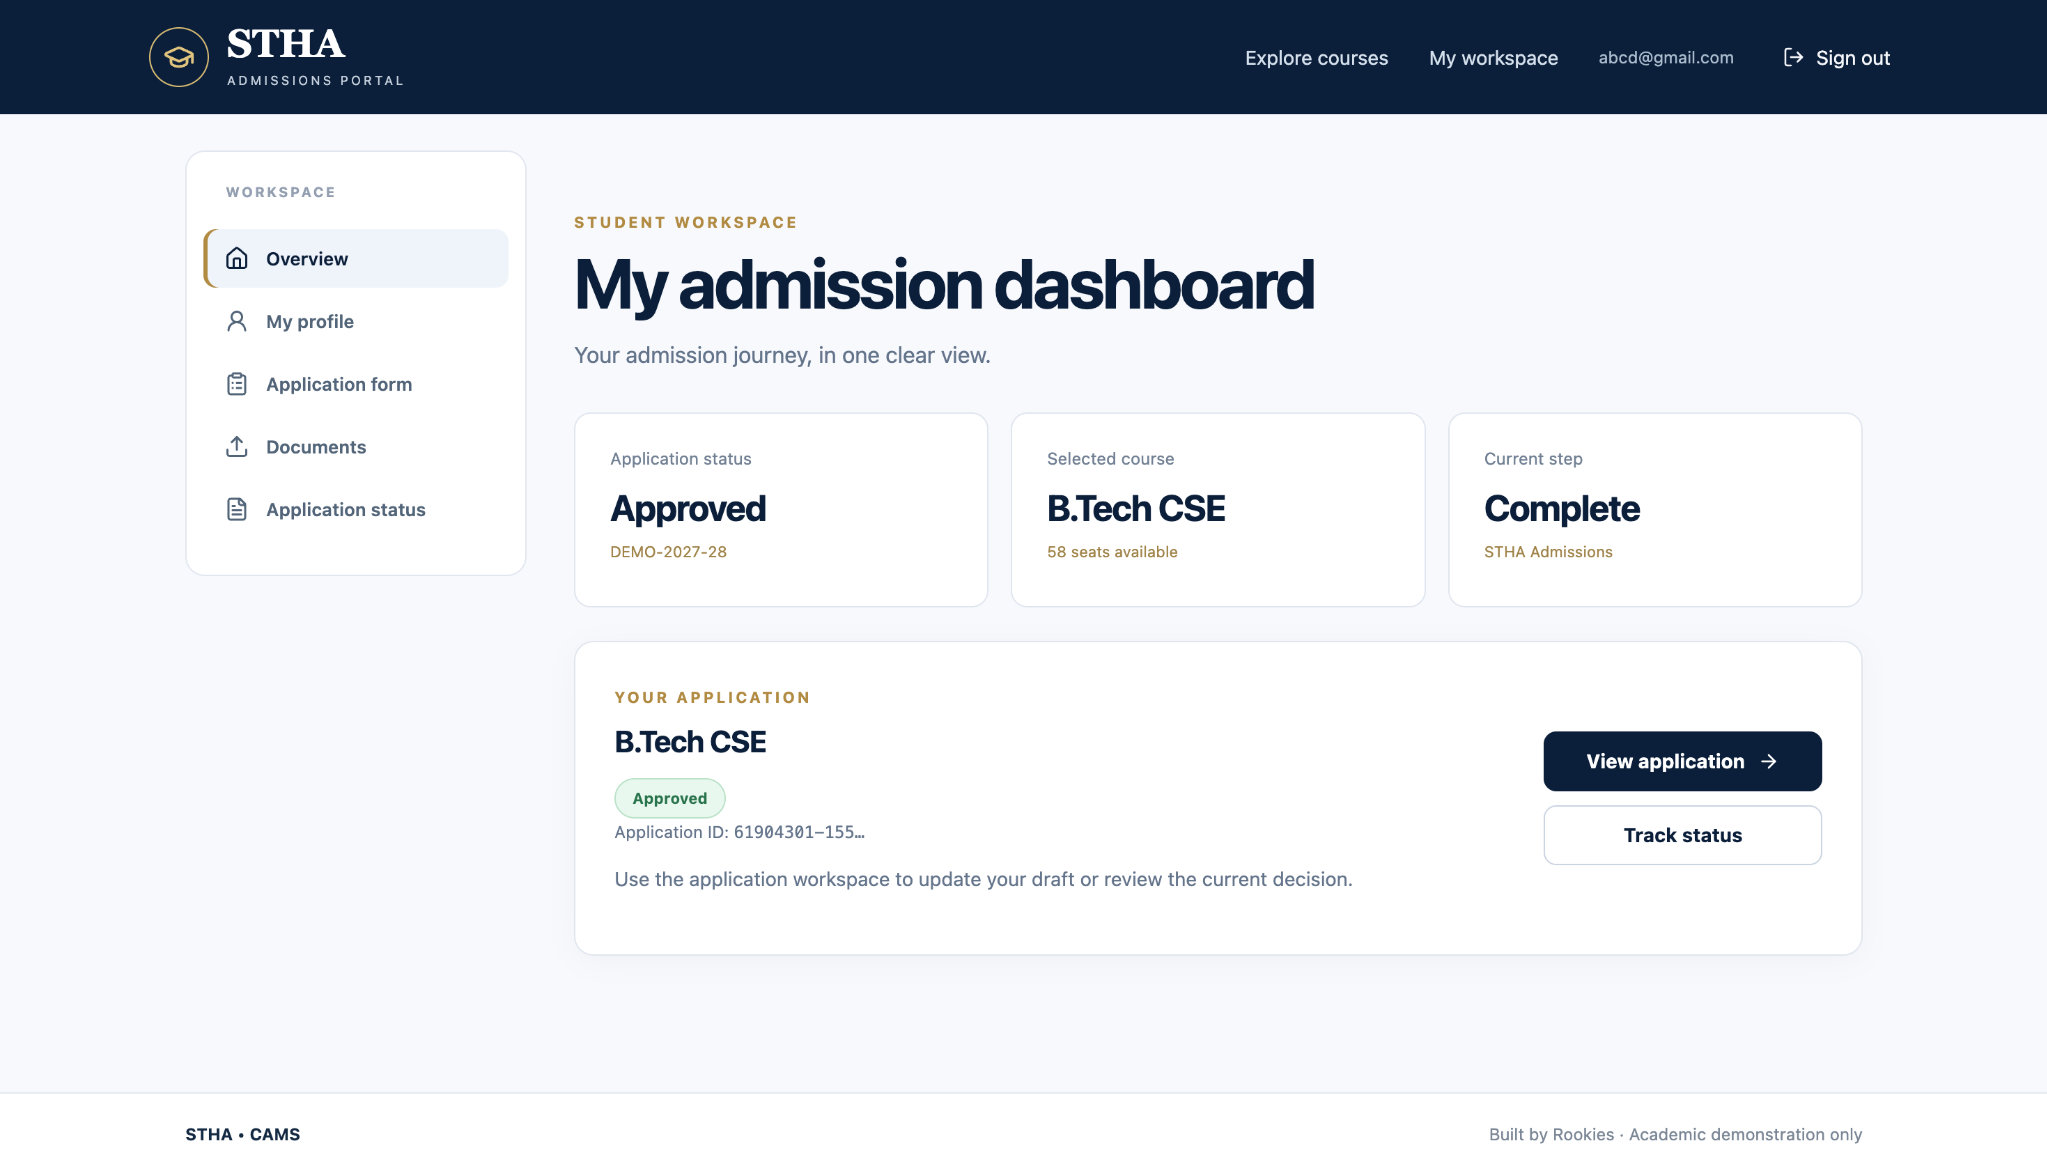 STHA
ADMISSIONS PORTAL
Explore courses
My workspace
abcd@gmail.com
Sign out
WORKSPACE
Overview
My profile
Application form
Documents
Application status
STUDENT WORKSPACE
My admission dashboard
Your admission journey, in one clear view.
Application status
Approved
DEMO-2027-28
Selected course
B.Tech CSE
58 seats available
Current step
Complete
STHA Admissions
YOUR APPLICATION
B.Tech CSE
Approved
Application ID: 61904301-155…
Use the application workspace to update your draft or review the current decision.
View application →
Track status
STHA • CAMS
Built by Rookies · Academic demonstration only